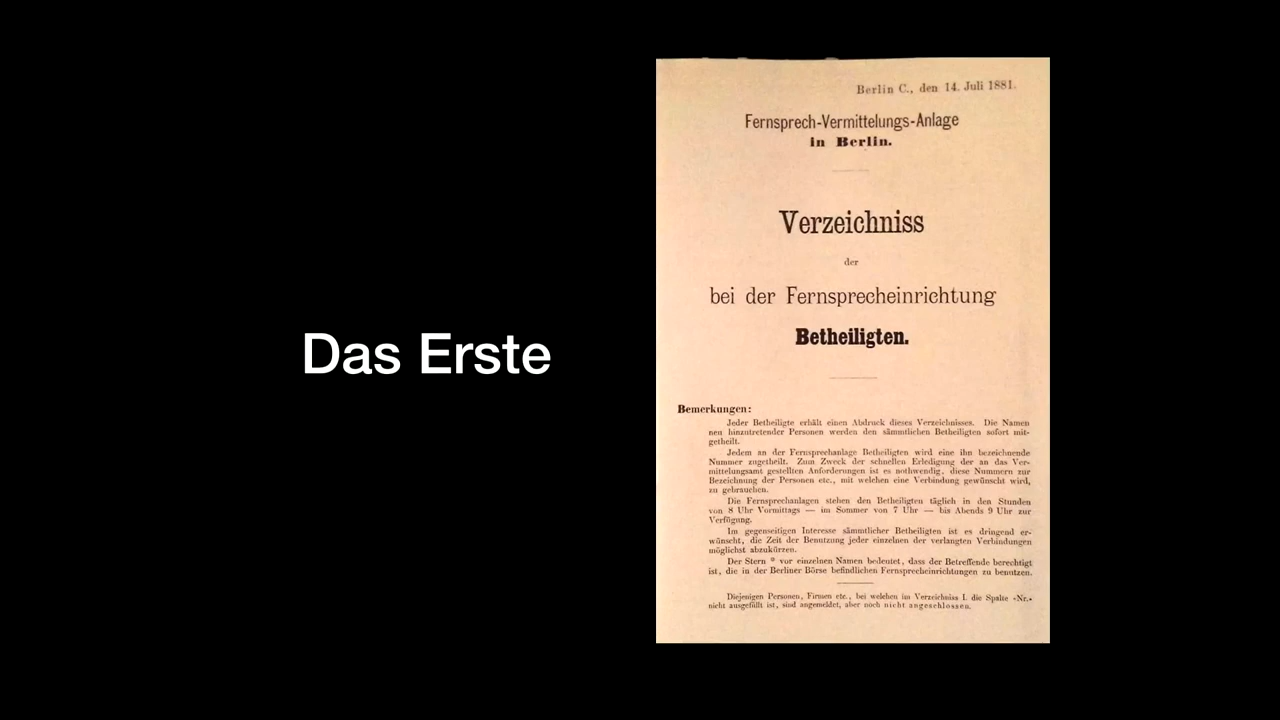 Das Erste
Berlin C., den 14. Juli 1881.
Fernsprech-Vermittelungs-Anlage
in Berlin.
Verzeichniss
der
bei der Fernsprecheinrichtung
Betheiligten.
Bemerkungen:
Jeder Betheiligte erhält einen Abdruck dieses Verzeichnisses. Die Namen
neu hinzutretender Personen werden den sämmtlichen Betheiligten sofort mit-
getheilt.
Jedem an der Fernsprechanlage Betheiligten wird eine ihn bezeichnende
Nummer zugetheilt. Zum Zweck der schnellen Erledigung der an das Ver-
mittelungsamt gestellten Anforderungen ist es nothwendig, diese Nummern zur
Bezeichnung der Personen etc., mit welchen eine Verbindung gewünscht wird,
zu gebrauchen.
Die Fernsprechanlagen stehen den Betheiligten täglich in den Stunden
von 8 Uhr Vormittags — im Sommer von 7 Uhr — bis Abends 9 Uhr zur
Verfügung.
Im gegenseitigen Interesse sämmtlicher Betheiligten ist es dringend er-
wünscht, die Zeit der Benutzung jeder einzelnen der verlangten Verbindungen
möglichst abzukürzen.
Der Stern * vor einzelnen Namen bedeutet, dass der Betreffende berechtigt
ist, die in der Berliner Börse befindlichen Fernsprecheinrichtungen zu benutzen.
Diejenigen Personen, Firmen etc., bei welchen im Verzeichniss I. die Spalte «Nr.»
nicht ausgefüllt ist, sind angemeldet, aber noch nicht angeschlossen.